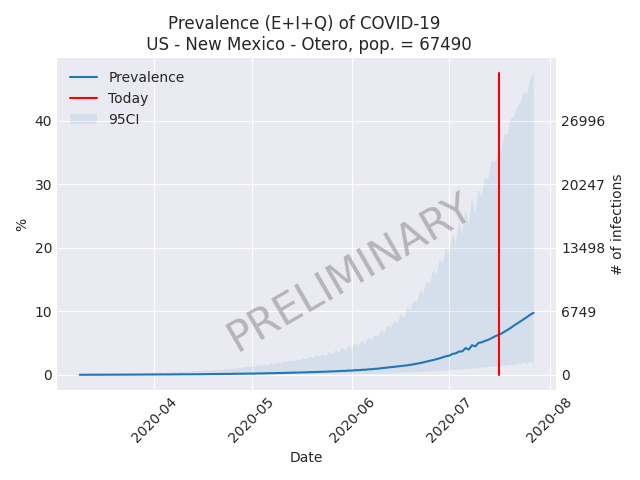 Prevalence (E+I+Q) of COVID-19
US - New Mexico - Otero, pop. = 67490
Prevalence
Today
95CI
%
40
30
20
10
0
26996
20247
13498
6749
0
# of infections
PRELIMINARY
2020-04
2020-05
2020-06
2020-07
2020-08
Date